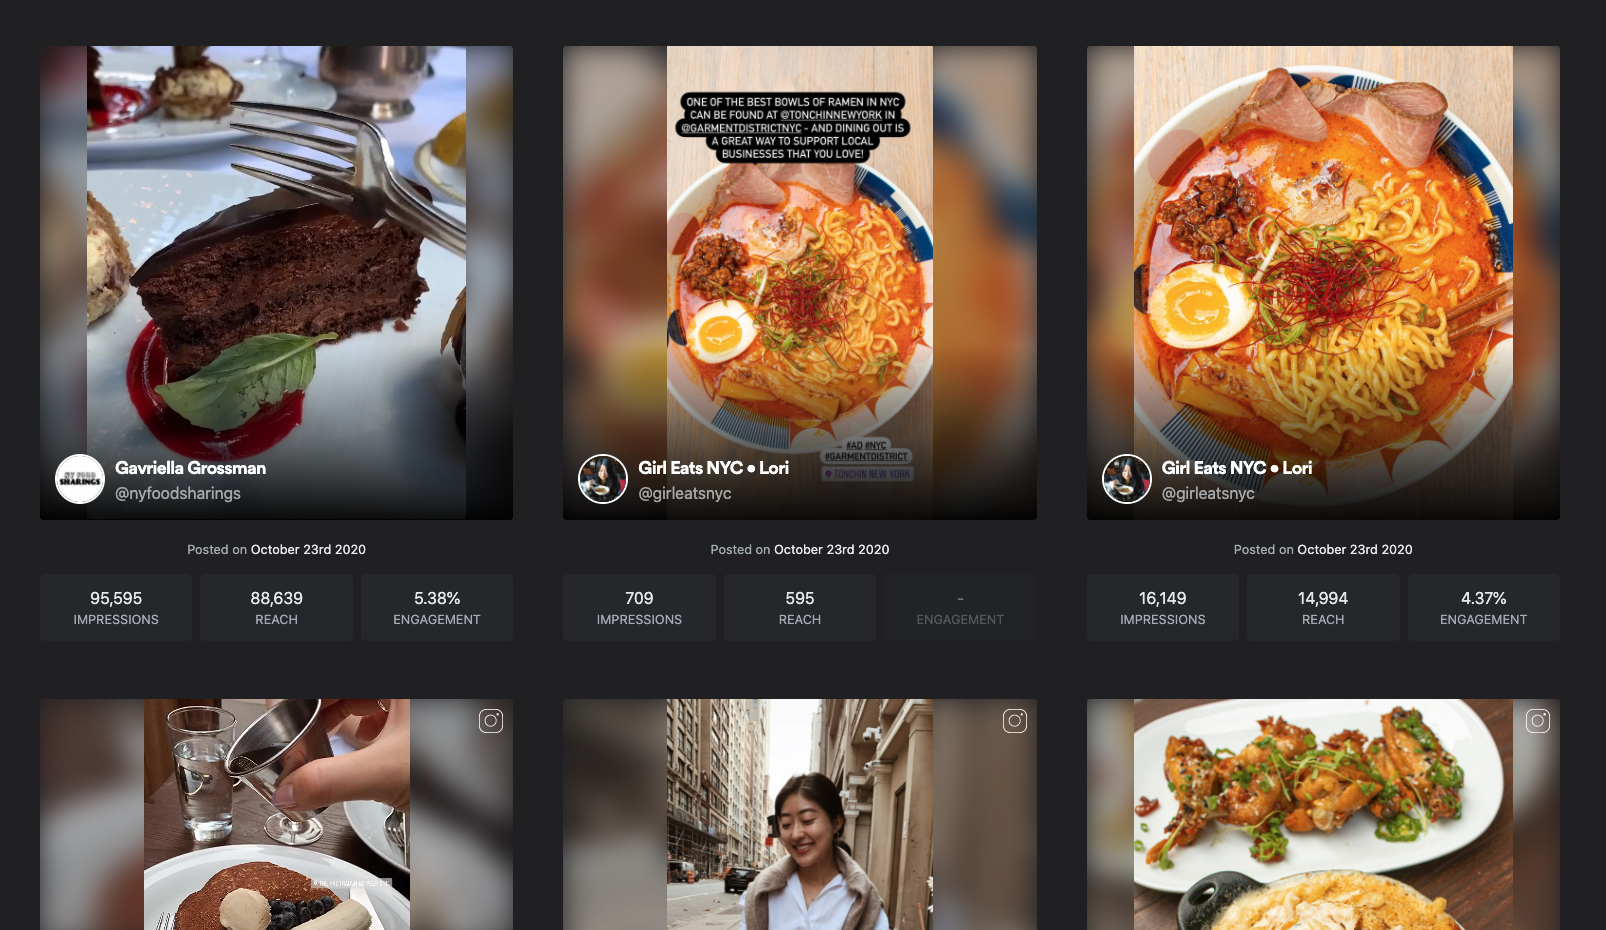 ONE OF THE BEST BOWLS OF RAMEN IN NYC
CAN BE FOUND AT @TONCHINNEWYORK IN
@GARMENTDISTRICTNYC - AND DINING OUT IS
A GREAT WAY TO SUPPORT LOCAL
BUSINESSES THAT YOU LOVE!
#AD #NYC
#GARMENTDISTRICT
TONCHIN NEW YORK
NY FOOD
SHARINGS
Gavriella Grossman
@nyfoodsharings
Girl Eats NYC • Lori
@girleatsnyc
Girl Eats NYC • Lori
@girleatsnyc
Posted on October 23rd 2020
Posted on October 23rd 2020
Posted on October 23rd 2020
95,595
IMPRESSIONS
88,639
REACH
5.38%
ENGAGEMENT
709
IMPRESSIONS
595
REACH
-
ENGAGEMENT
16,149
IMPRESSIONS
14,994
REACH
4.37%
ENGAGEMENT